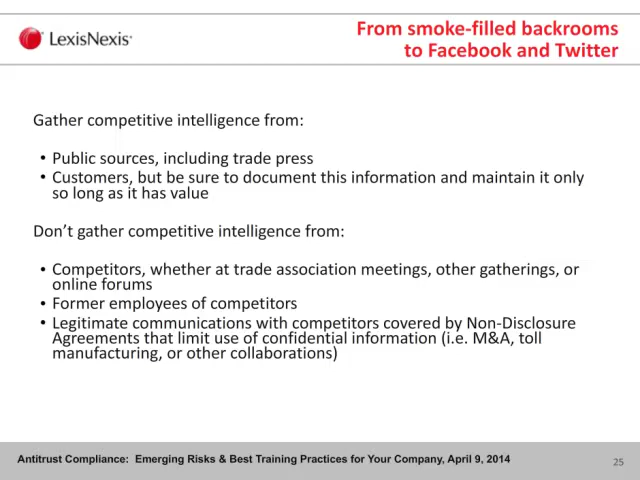 From smoke-filled backrooms
to Facebook and Twitter
LexisNexis®
Gather competitive intelligence from:
• Public sources, including trade press
• Customers, but be sure to document this information and maintain it only
so long as it has value
Don’t gather competitive intelligence from:
• Competitors, whether at trade association meetings, other gatherings, or
online forums
• Former employees of competitors
• Legitimate communications with competitors covered by Non-Disclosure
Agreements that limit use of confidential information (i.e. M&A, toll
manufacturing, or other collaborations)
Antitrust Compliance: Emerging Risks & Best Training Practices for Your Company, April 9, 2014
25